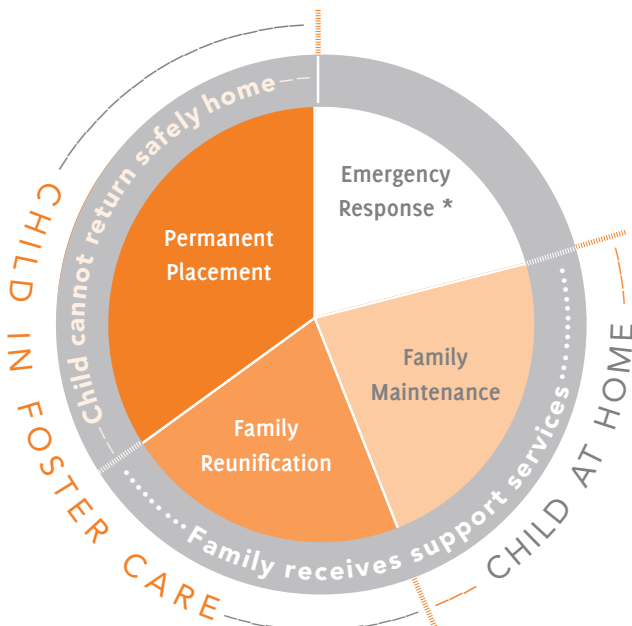 Emergency
Response *
Family
Maintenance
Family
Reunification
Permanent
Placement
Child cannot return safely home
Family receives support services
CHILD IN FOSTER CARE
CHILD AT HOME